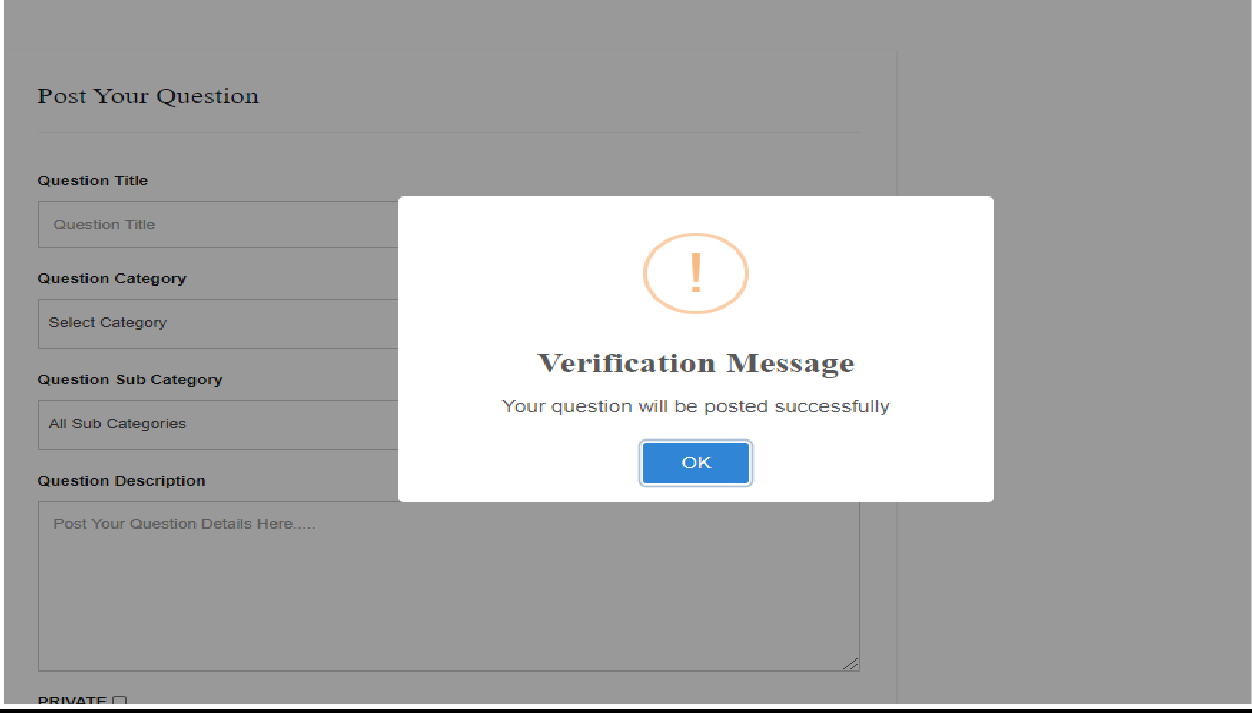 Post Your Question
Question Title
Question Title
Question Category
Select Category
Question Sub Category
All Sub Categories
Question Description
Post Your Question Details Here.....
PRIVATE
!
Verification Message
Your question will be posted successfully
OK